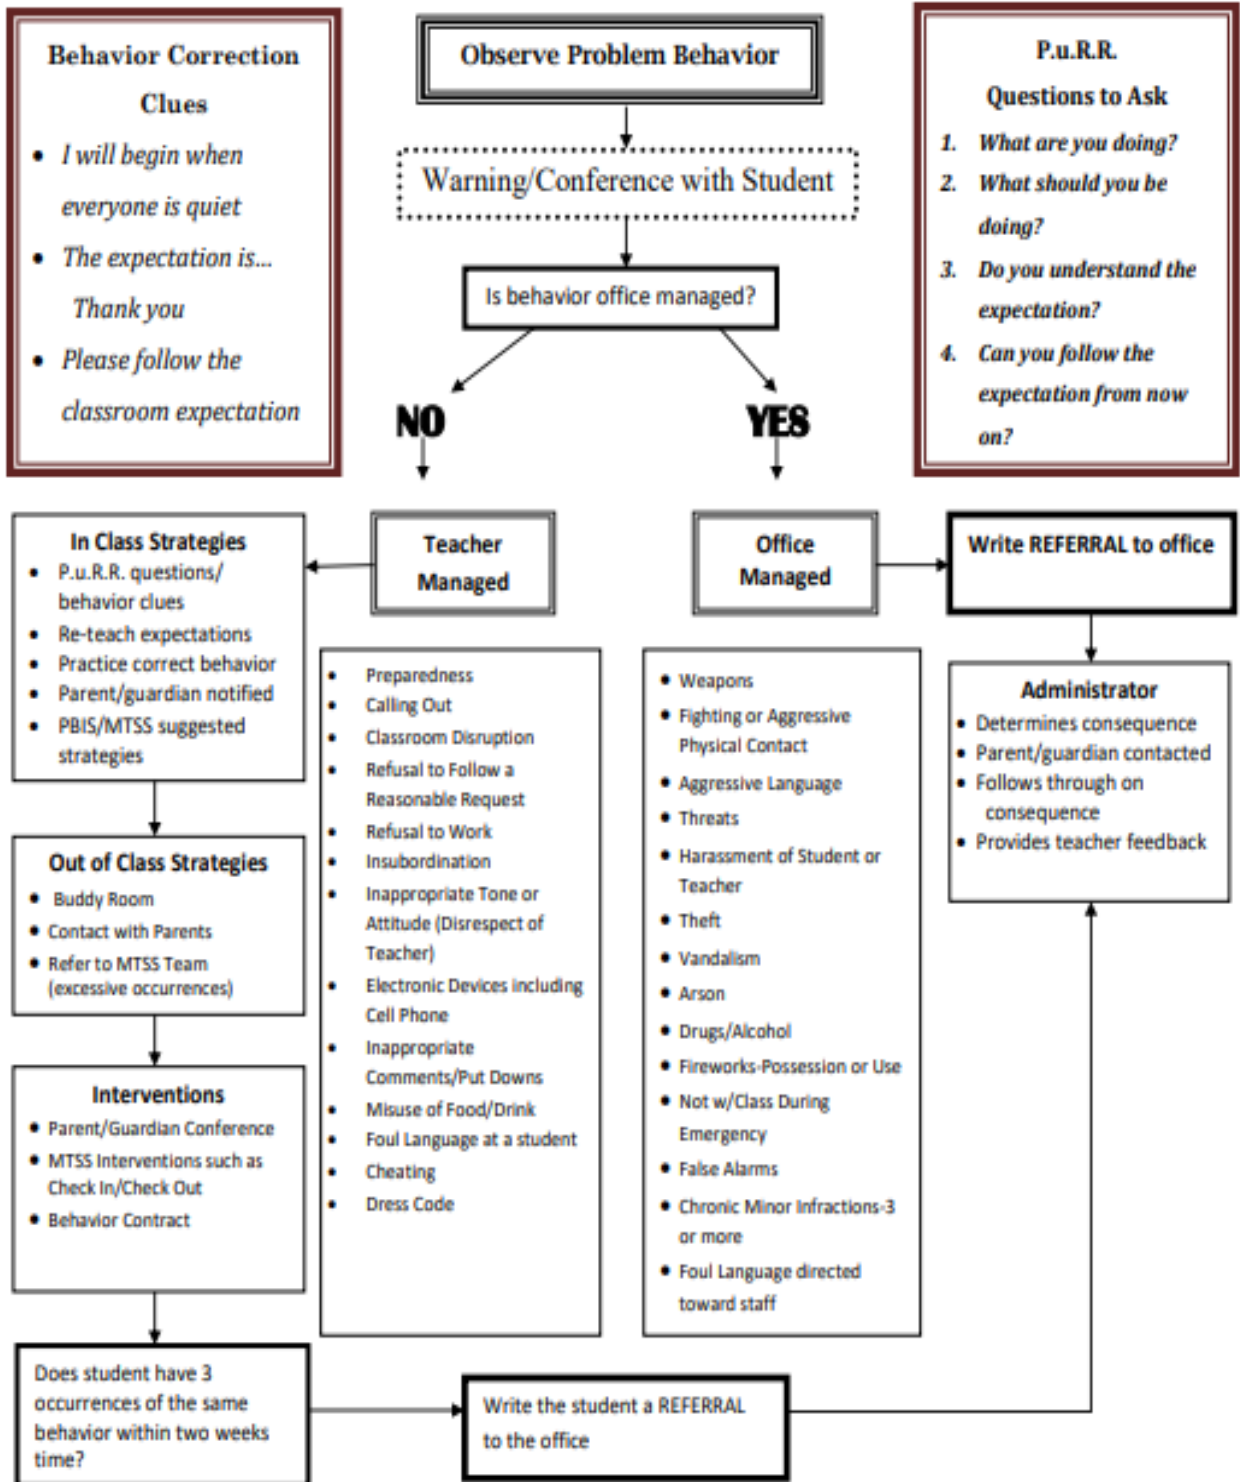 Behavior Correction
Clues
• I will begin when
everyone is quiet
• The expectation is...
Thank you
• Please follow the
classroom expectation
Observe Problem Behavior
Warning/Conference with Student
Is behavior office managed?
NO
YES
P.u.R.R.
Questions to Ask
1. What are you doing?
2. What should you be
doing?
3. Do you understand the
expectation?
4. Can you follow the
expectation from now
on?
In Class Strategies
• P.u.R.R. questions/
behavior clues
• Re-teach expectations
• Practice correct behavior
• Parent/guardian notified
• PBIS/MTSS suggested
strategies
Teacher
Managed
Office
Managed
Write REFERRAL to office
Out of Class Strategies
• Buddy Room
• Contact with Parents
• Refer to MTSS Team
(excessive occurrences)
Interventions
• Parent/Guardian Conference
• MTSS Interventions such as
Check In/Check Out
• Behavior Contract
• Preparedness
• Calling Out
• Classroom Disruption
• Refusal to Follow a
Reasonable Request
• Refusal to Work
• Insubordination
• Inappropriate Tone or
Attitude (Disrespect of
Teacher)
• Electronic Devices including
Cell Phone
• Inappropriate
Comments/Put Downs
• Misuse of Food/Drink
• Foul Language at a student
• Cheating
• Dress Code
• Weapons
• Fighting or Aggressive
Physical Contact
• Aggressive Language
• Threats
• Harassment of Student or
Teacher
• Theft
• Vandalism
• Arson
• Drugs/Alcohol
• Fireworks-Possession or Use
• Not w/Class During
Emergency
• False Alarms
• Chronic Minor Infractions-3
or more
• Foul Language directed
toward staff
Administrator
• Determines consequence
• Parent/guardian contacted
• Follows through on
consequence
• Provides teacher feedback
Does student have 3
occurrences of the same
behavior within two weeks
time?
Write the student a REFERRAL
to the office